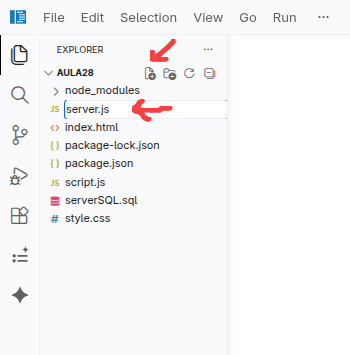 File Edit Selection View Go Run ···
EXPLORER ···
AULA28
node_modules
JS server.js
<> index.html
{} package-lock.json
{} package.json
JS script.js
serverSQL.sql
# style.css